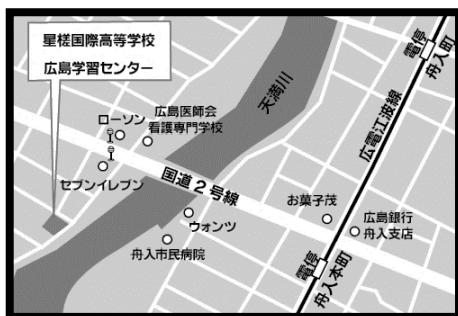 星槎国際高等学校
広島学習センター
ローソン
広島医師会
看護専門学校
セブンイレブン
天満川
国道2号線
広電江波線
電停
舟入町
お菓子茂
広島銀行
舟入支店
ウォンツ
舟入市民病院
電停
舟入本町